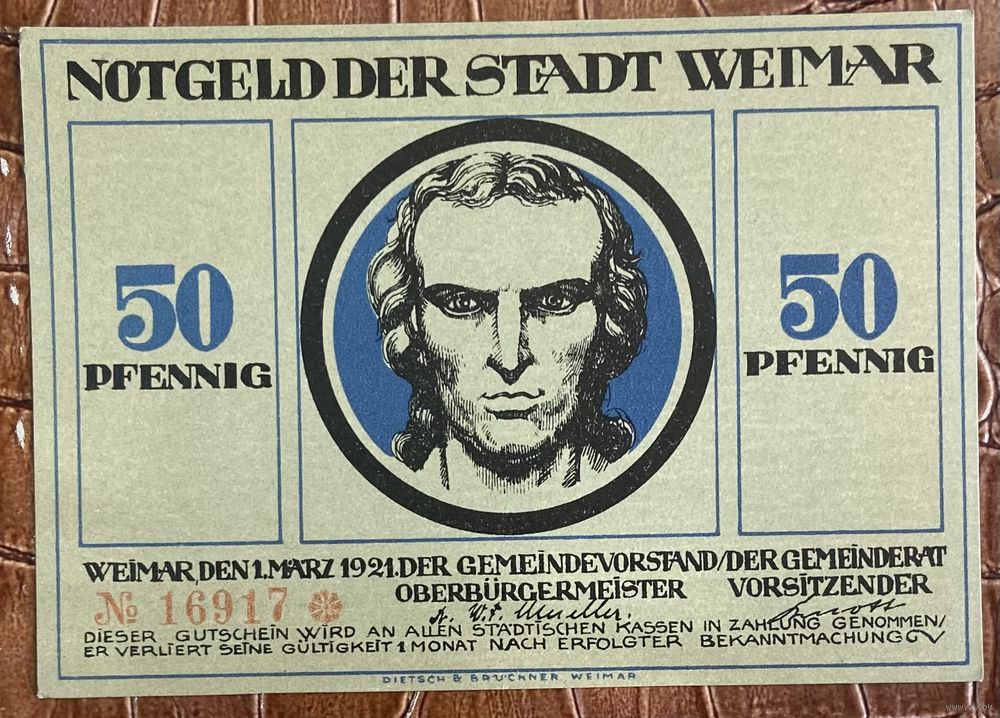 NOTGELD DER STADT WEIMAR
50
PFENNIG
50
PFENNIG
WEIMAR, DEN 1. MÄRZ 1921. DER GEMEINDEVORSTAND / DER GEMEINDERAT
OBERBÜRGERMEISTER VORSITZENDER
№ 16917
Dr. W. F. Mueller.
DIESER GUTSCHEIN WIRD AN ALLEN STÄDTISCHEN KASSEN IN ZAHLUNG GENOMMEN/
ER VERLIERT SEINE GÜLTIGKEIT 1 MONAT NACH ERFOLGTER BEKANNTMACHUNG
DIETSCH & BRÜCKNER WEIMAR